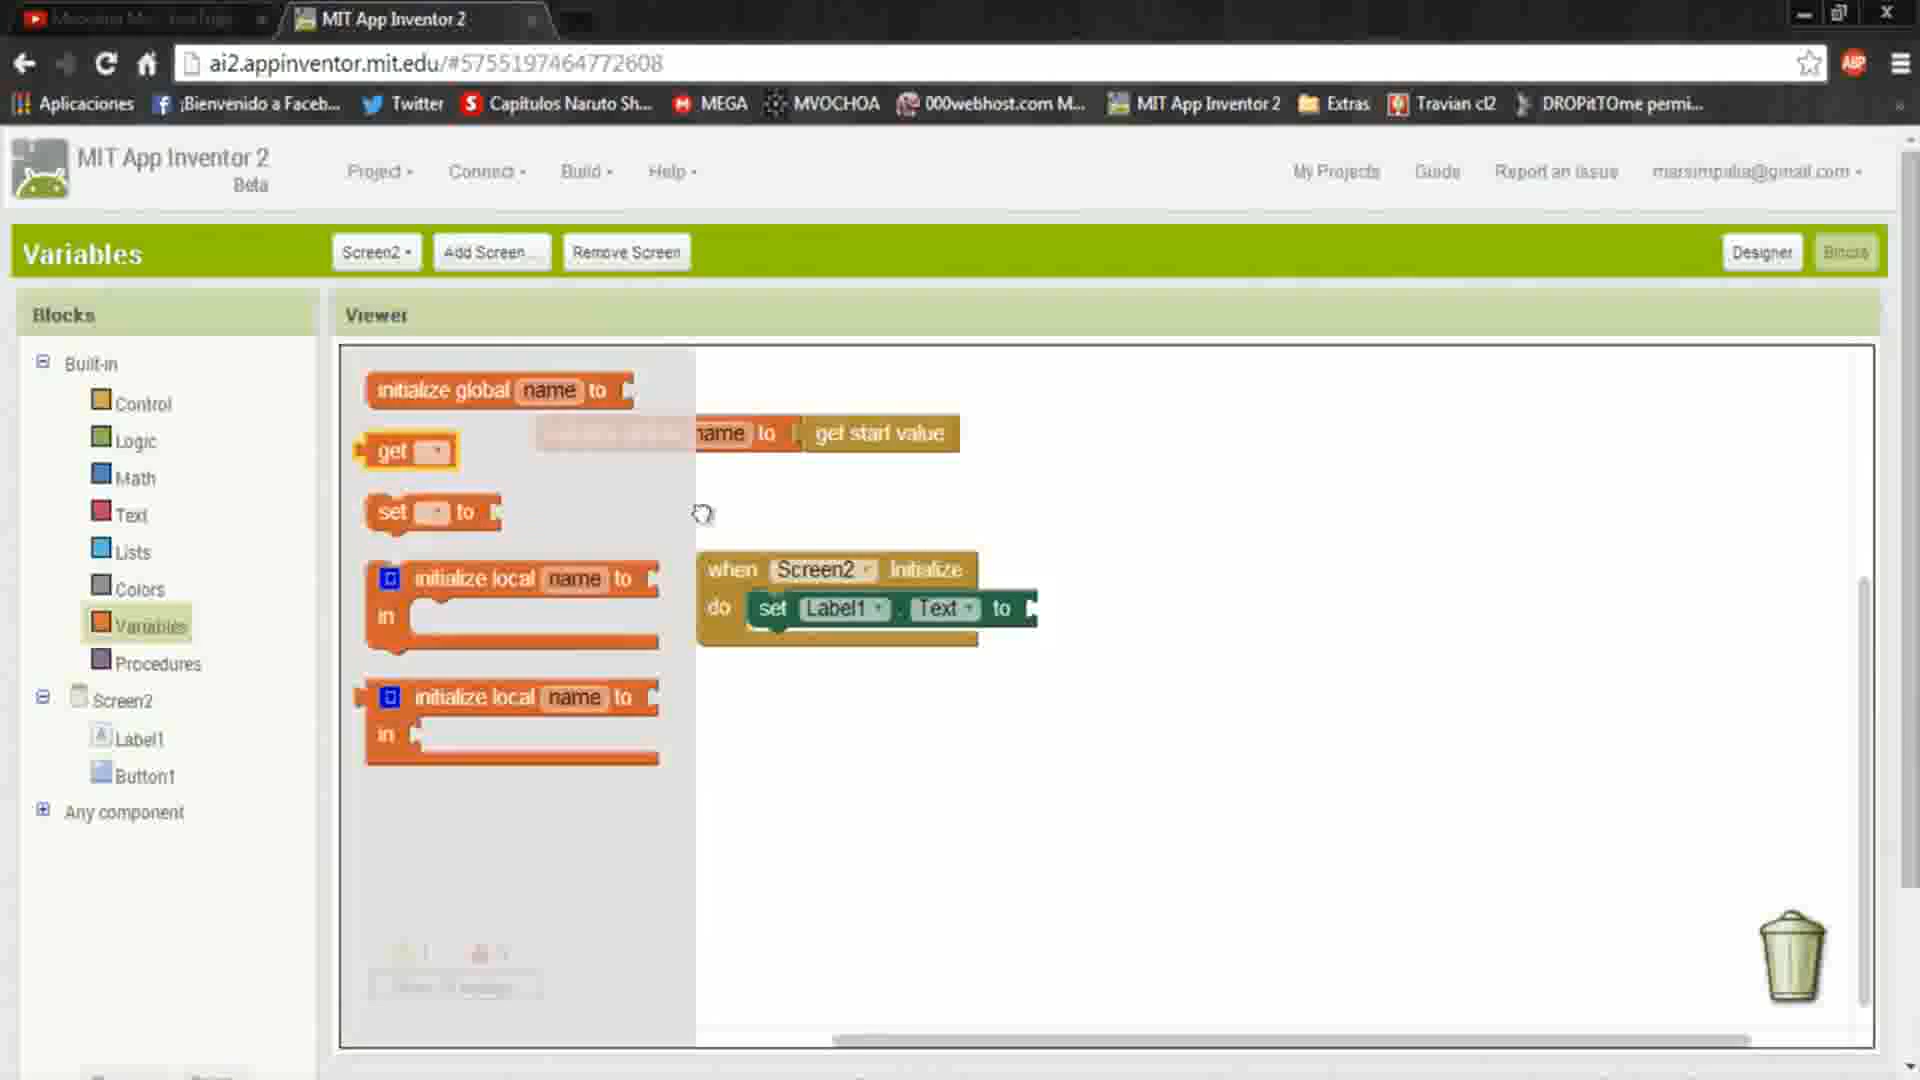 MIT App Inventor 2
ai2.appinventor.mit.edu/#5755197464772608
Aplicaciones ¡Bienvenido a Faceb... Twitter Capitulos Naruto Sh... MEGA MVOCHOA 000webhost.com M... MIT App Inventor 2 Extras Travian cl2 DROPitTOme permi...
MIT App Inventor 2
Beta
Project Connect Build Help My Projects Guide Report an Issue
Variables Screen2 Add Screen ... Remove Screen Designer Blocks
Blocks Viewer
Built-in
Control
Logic
Math
Text
Lists
Colors
Variables
Procedures
Screen2
Label1
Button1
Any component
initialize global name to
get
set to
initialize local name to
in
initialize local name to
in
name to get start value
when Screen2 .Initialize
do set Label1 . Text to